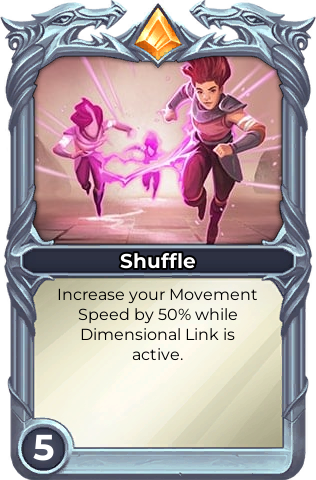 Shuffle
Increase your Movement
Speed by 50% while
Dimensional Link is
active.
5